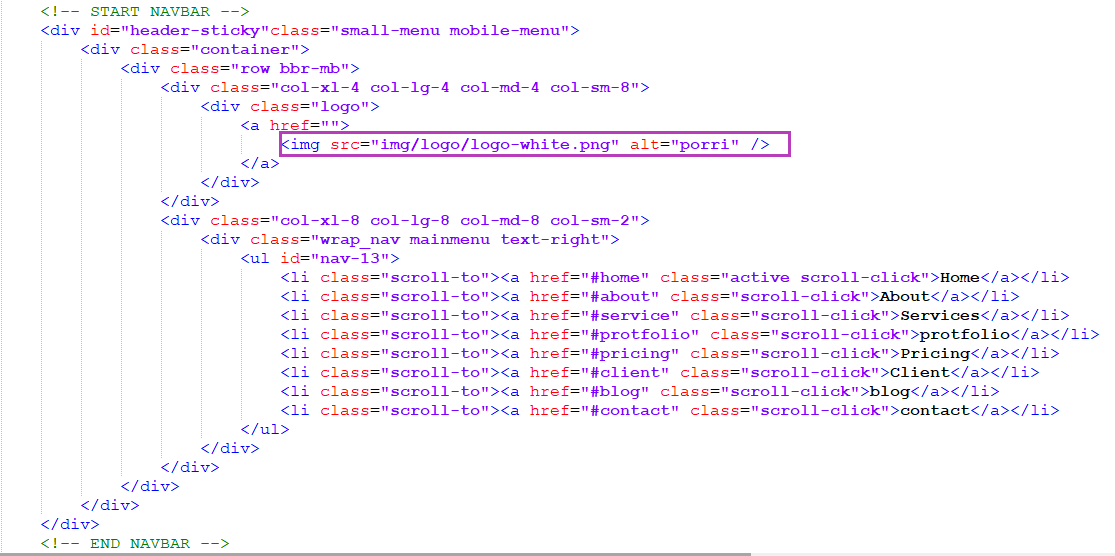 <!-- START NAVBAR -->
<div id="header-sticky"class="small-menu mobile-menu">
<div class="container">
<div class="row bbr-mb">
<div class="col-xl-4 col-lg-4 col-md-4 col-sm-8">
<div class="logo">
<a href="">
<img src="img/logo/logo-white.png" alt="porri" />
</a>
</div>
</div>
<div class="col-xl-8 col-lg-8 col-md-8 col-sm-2">
<div class="wrap_nav mainmenu text-right">
<ul id="nav-13">
<li class="scroll-to"><a href="#home" class="active scroll-click">Home</a></li>
<li class="scroll-to"><a href="#about" class="scroll-click">About</a></li>
<li class="scroll-to"><a href="#service" class="scroll-click">Services</a></li>
<li class="scroll-to"><a href="#protfolio" class="scroll-click">protfolio</a></li>
<li class="scroll-to"><a href="#pricing" class="scroll-click">Pricing</a></li>
<li class="scroll-to"><a href="#client" class="scroll-click">Client</a></li>
<li class="scroll-to"><a href="#blog" class="scroll-click">blog</a></li>
<li class="scroll-to"><a href="#contact" class="scroll-click">contact</a></li>
</ul>
</div>
</div>
</div>
</div>
</div>
<!-- END NAVBAR -->